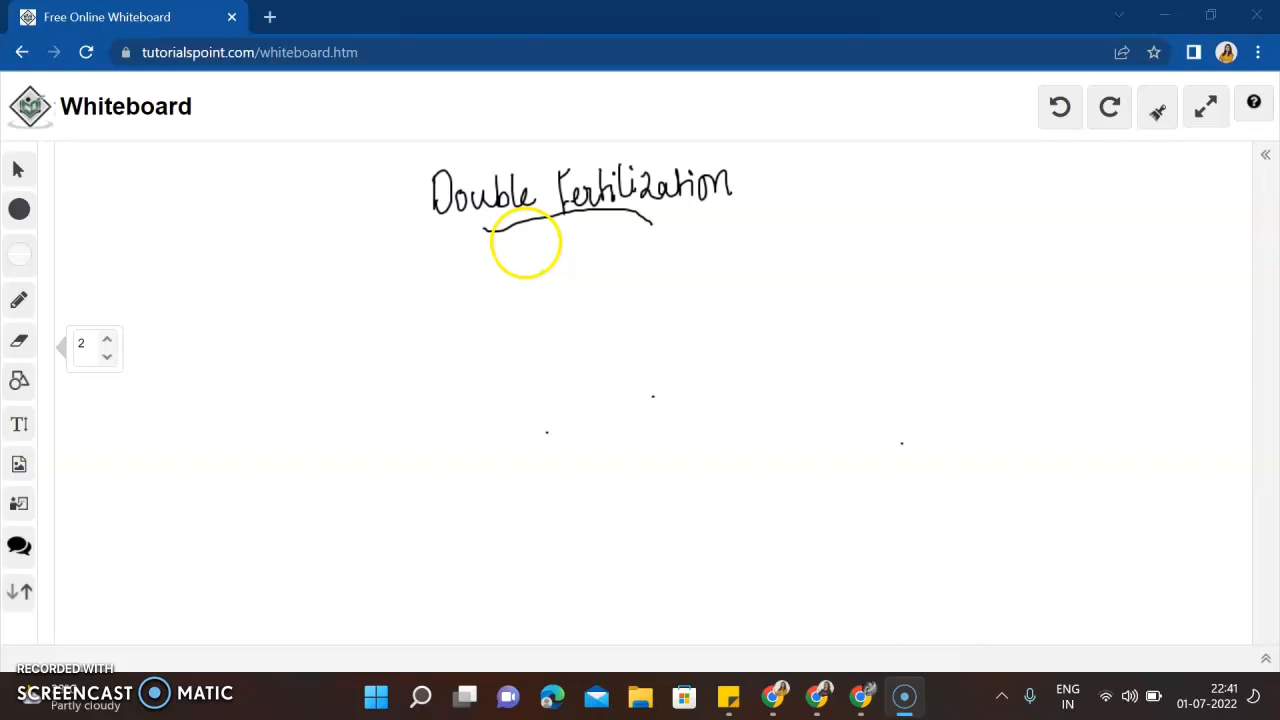 Free Online Whiteboard
tutorialspoint.com/whiteboard.htm
Whiteboard
Double Fertilization
2
T
RECORDED WITH
SCREENCAST MATIC
Partly cloudy
ENG
IN
22:41
01-07-2022